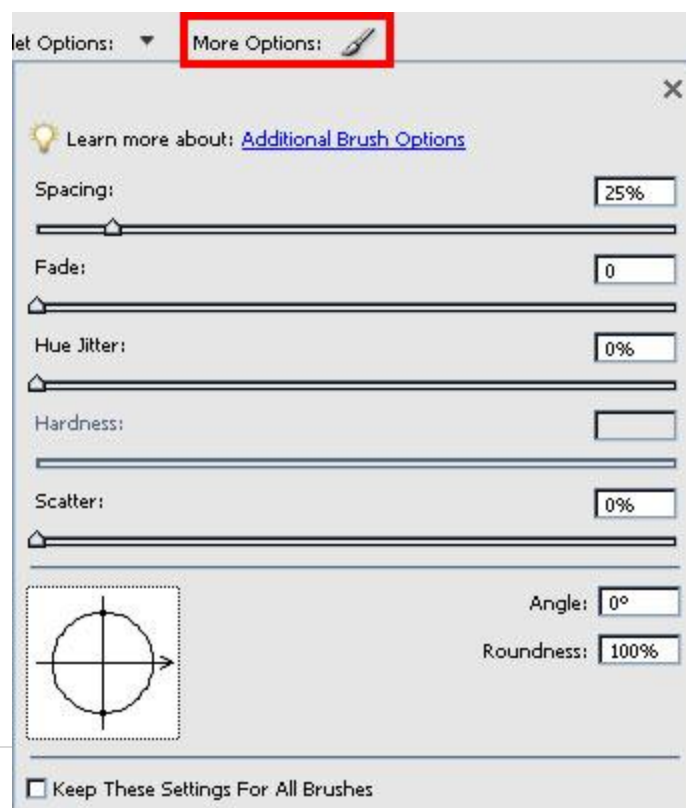 let Options: More Options:
Learn more about: Additional Brush Options
Spacing: 25%
Fade: 0
Hue Jitter: 0%
Hardness:
Scatter: 0%
Angle: 0°
Roundness: 100%
Keep These Settings For All Brushes